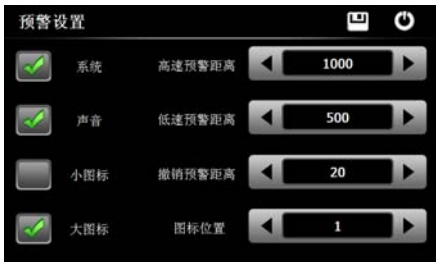 预警设置
系统 高速预警距离 1000
声音 低速预警距离 500
小图标 撤销预警距离 20
大图标 图标位置 1